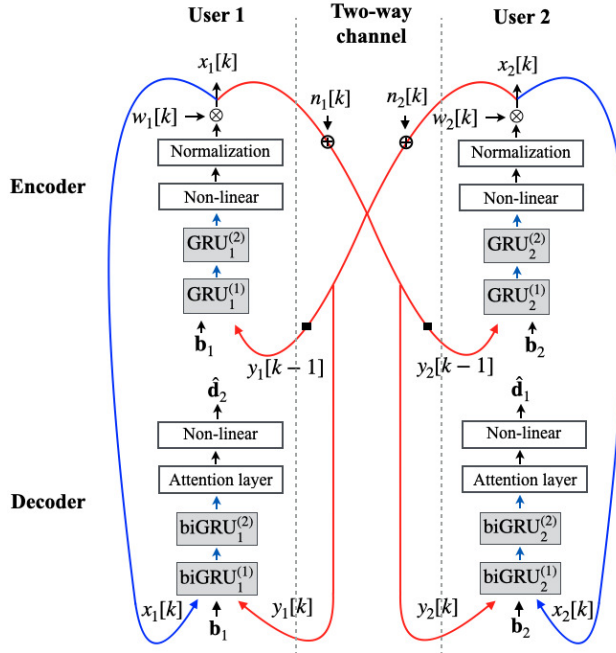 User 1
Two-way channel
User 2
x₁[k]
x₂[k]
n₁[k]
n₂[k]
w₁[k]
⊗
w₂[k]
⊗
⊕
⊕
Encoder
Normalization
Normalization
Non-linear
Non-linear
GRU₁⁽²⁾
GRU₂⁽²⁾
GRU₁⁽¹⁾
GRU₂⁽¹⁾
b₁
b₂
y₁[k − 1]
y₂[k − 1]
d̂₂
d̂₁
Decoder
Non-linear
Non-linear
Attention layer
Attention layer
biGRU₁⁽²⁾
biGRU₂⁽²⁾
biGRU₁⁽¹⁾
biGRU₂⁽¹⁾
x₁[k]
b₁
y₁[k]
y₂[k]
b₂
x₂[k]